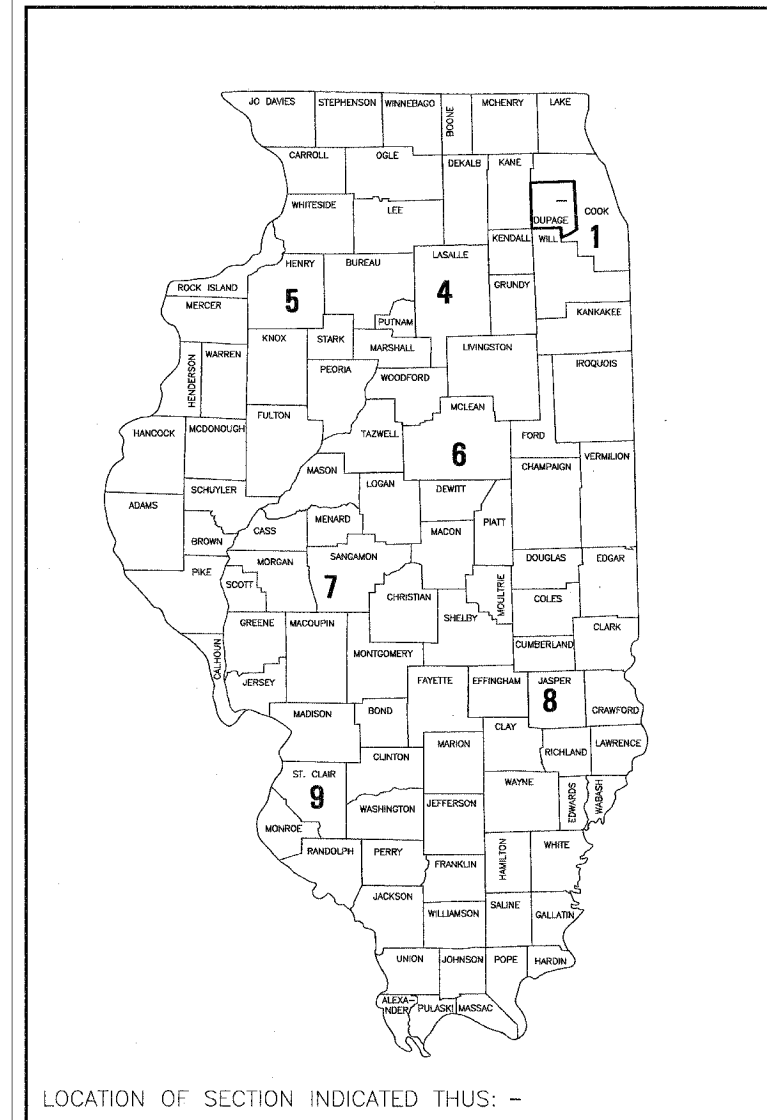 JO DAVIES STEPHENSON WINNEBAGO BOONE MCHENRY LAKE
CARROLL OGLE DEKALB KANE
WHITESIDE LEE DUPAGE COOK
1
KENDALL WILL
HENRY BUREAU LASALLE
5 4
ROCK ISLAND GRUNDY
MERCER PUTNAM KANKAKEE
KNOX STARK MARSHALL LIVINGSTON
HENDERSON WARREN PEORIA WOODFORD IROQUOIS
MCLEAN
FULTON
HANCOCK MCDONOUGH TAZWELL FORD
6
MASON CHAMPAIGN VERMILION
SCHUYLER LOGAN DEWITT
ADAMS MENARD PIATT
BROWN CASS MACON
PIKE MORGAN SANGAMON DOUGLAS EDGAR
SCOTT 7 CHRISTIAN MOULTRIE COLES
GREENE MACOUPIN SHELBY CLARK
CALHOUN MONTGOMERY CUMBERLAND
JERSEY FAYETTE EFFINGHAM JASPER
8
MADISON BOND CRAWFORD
CLAY
MARION RICHLAND LAWRENCE
CLINTON
ST. CLAIR WAYNE EDWARDS WABASH
9
WASHINGTON JEFFERSON
MONROE
RANDOLPH PERRY HAMILTON WHITE
FRANKLIN
JACKSON
WILLIAMSON SALINE GALLATIN
UNION JOHNSON POPE HARDIN
ALEXA-
NDER PULASKI MASSAC
LOCATION OF SECTION INDICATED THUS: –